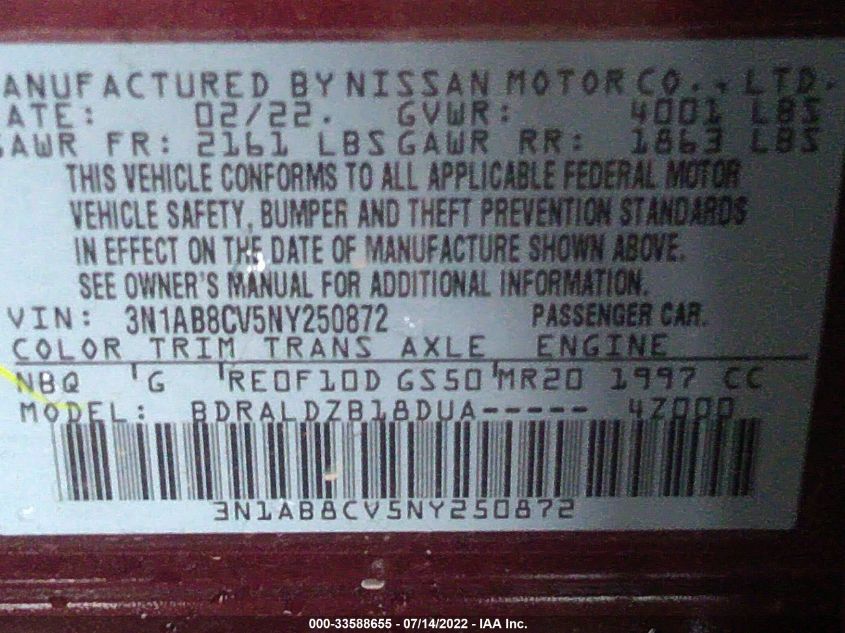 ANUFACTURED BY NISSAN MOTOR CO., LTD.
ATE: 02/22. GVWR: 4001 LBS
GAWR FR: 2161 LBS GAWR RR: 1863 LBS
THIS VEHICLE CONFORMS TO ALL APPLICABLE FEDERAL MOTOR
VEHICLE SAFETY, BUMPER AND THEFT PREVENTION STANDARDS
IN EFFECT ON THE DATE OF MANUFACTURE SHOWN ABOVE.
SEE OWNER'S MANUAL FOR ADDITIONAL INFORMATION.
VIN: 3N1AB8CV5NY250872 PASSENGER CAR.
COLOR TRIM TRANS AXLE ENGINE
NBQ 'G 'RE0F10D GS50'MR20 1997 CC
MODEL: BDRALDZB18DUA----- 4Z000
3N1AB8CV5NY250872
000-33588655 - 07/14/2022 - IAA Inc.